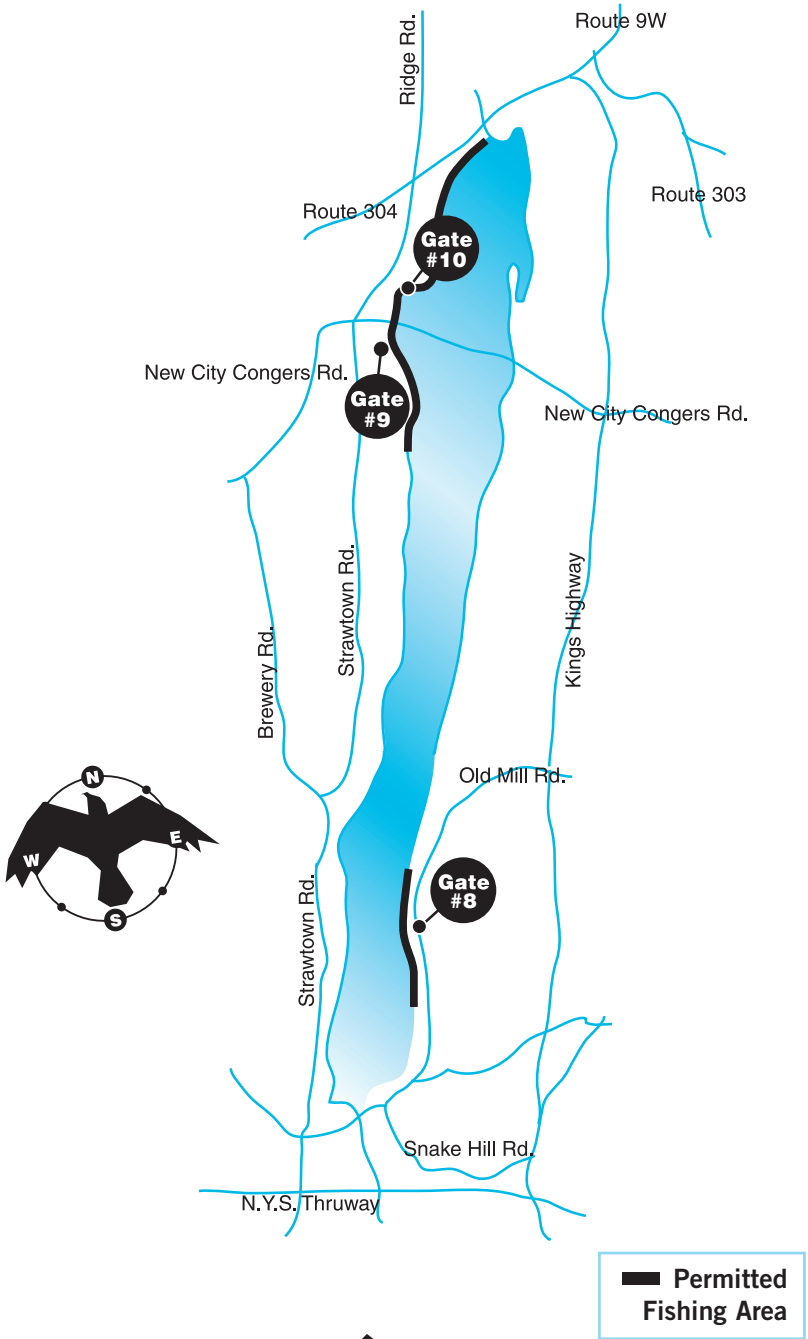 Route 9W
Ridge Rd.
Route 303
Route 304
Gate
#10
New City Congers Rd.
Gate
#9
New City Congers Rd.
Strawtown Rd.
Kings Highway
Brewery Rd.
Old Mill Rd.
N
W
E
S
Gate
#8
Strawtown Rd.
Snake Hill Rd.
N.Y.S. Thruway
Permitted
Fishing Area